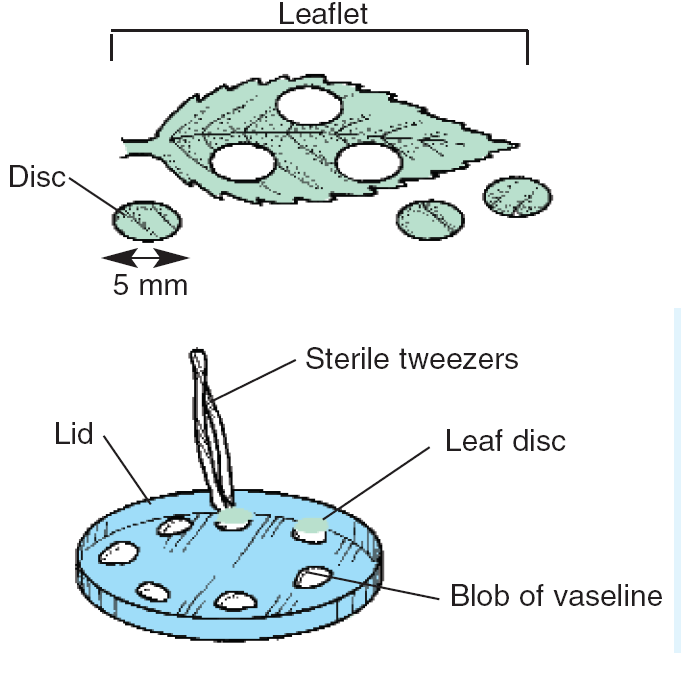 Leaflet
Disc
5 mm
Sterile tweezers
Lid
Leaf disc
Blob of vaseline